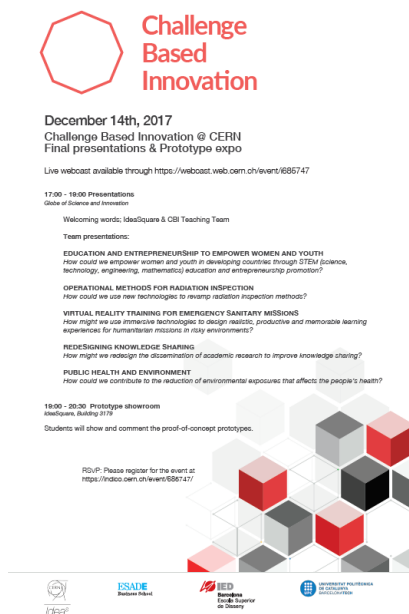 Challenge
Based
Innovation
December 14th, 2017
Challenge Based Innovation @ CERN
Final presentations & Prototype expo
Live webcast available through https://webcast.web.cern.ch/event/i686747
17:00 - 19:00 Presentations
Globe of Science and Innovation
Welcoming words; IdeaSquare & CBI Teaching Team
Team presentations:
EDUCATION AND ENTREPRENEURSHIP TO EMPOWER WOMEN AND YOUTH
How could we empower women and youth in developing countries through STEM (science,
technology, engineering, mathematics) education and entrepreneurship promotion?
OPERATIONAL METHODS FOR RADIATION INSPECTION
How could we use new technologies to revamp radiation inspection methods?
VIRTUAL REALITY TRAINING FOR EMERGENCY SANITARY MISSIONS
How might we use immersive technologies to design realistic, productive and memorable learning
experiences for humanitarian missions in risky environments?
REDESIGNING KNOWLEDGE SHARING
How might we redesign the dissemination of academic research to improve knowledge sharing?
PUBLIC HEALTH AND ENVIRONMENT
How could we contribute to the reduction of environmental exposures that affects the people's health?
19:00 - 20:30 Prototype showroom
IdeaSquare, Building 3179
Students will show and comment the proof-of-concept prototypes.
RSVP: Please register for the event at
https://indico.cern.ch/event/686747/
CERN
ESADE
Business School
IED
Barcelona
Escola Superior
de Disseny
UNIVERSITAT POLITÈCNICA
DE CATALUNYA
BARCELONATECH